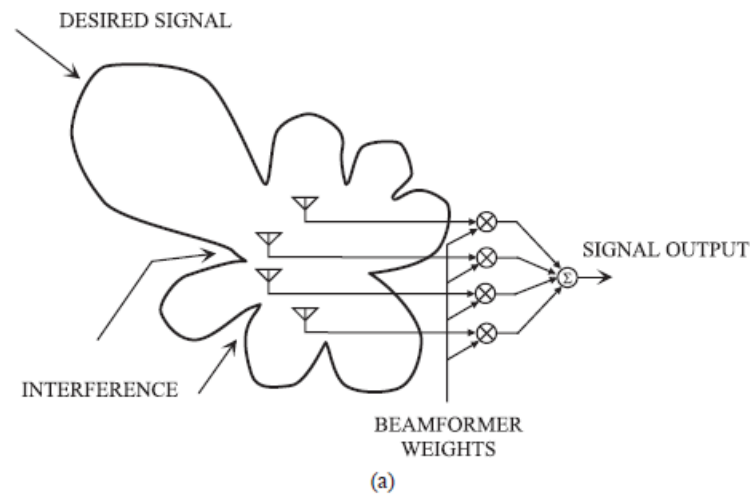 DESIRED SIGNAL
SIGNAL OUTPUT
Σ
INTERFERENCE
BEAMFORMER
WEIGHTS
(a)